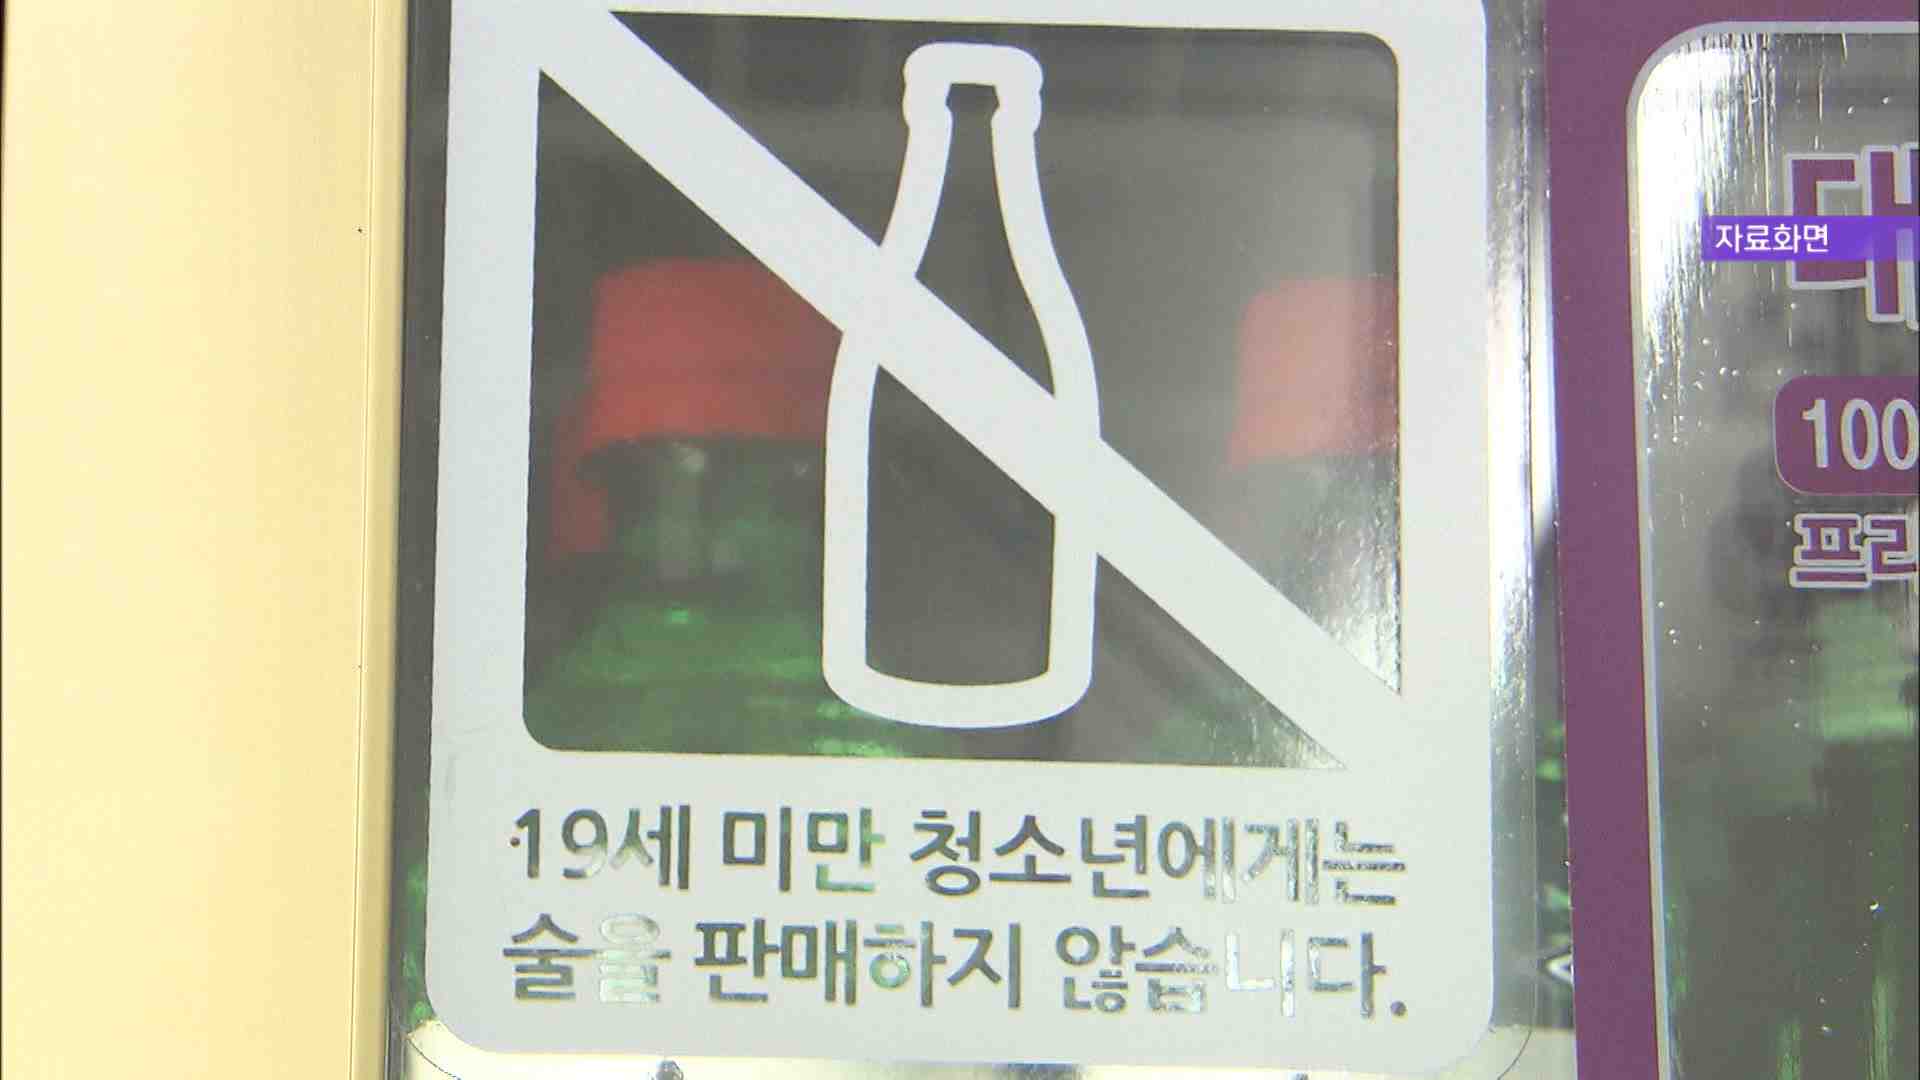 자료화면
100
19세 미만 청소년에게는
술을 판매하지 않습니다.